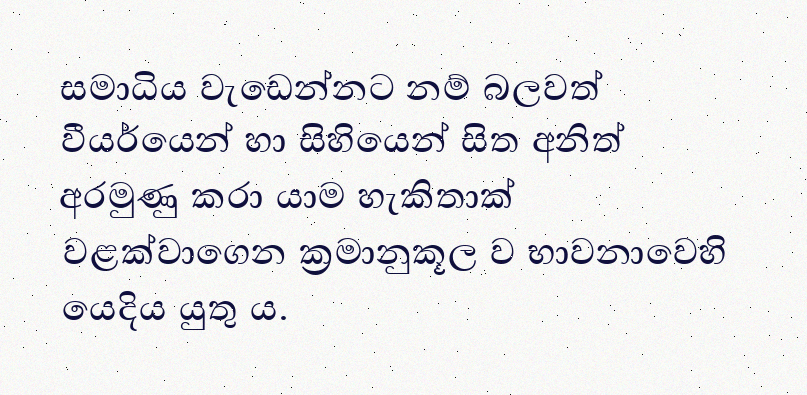 සමාධිය වැඩෙන්නට නම් බලවත්
වීයර්යෙන් හා සිහියෙන් සිත අනිත්
අරමුණු කරා යාම හැකිතාක්
වළක්වාගෙන ක්‍රමානුකූල ව භාවනාවෙහි
යෙදිය යුතු ය.